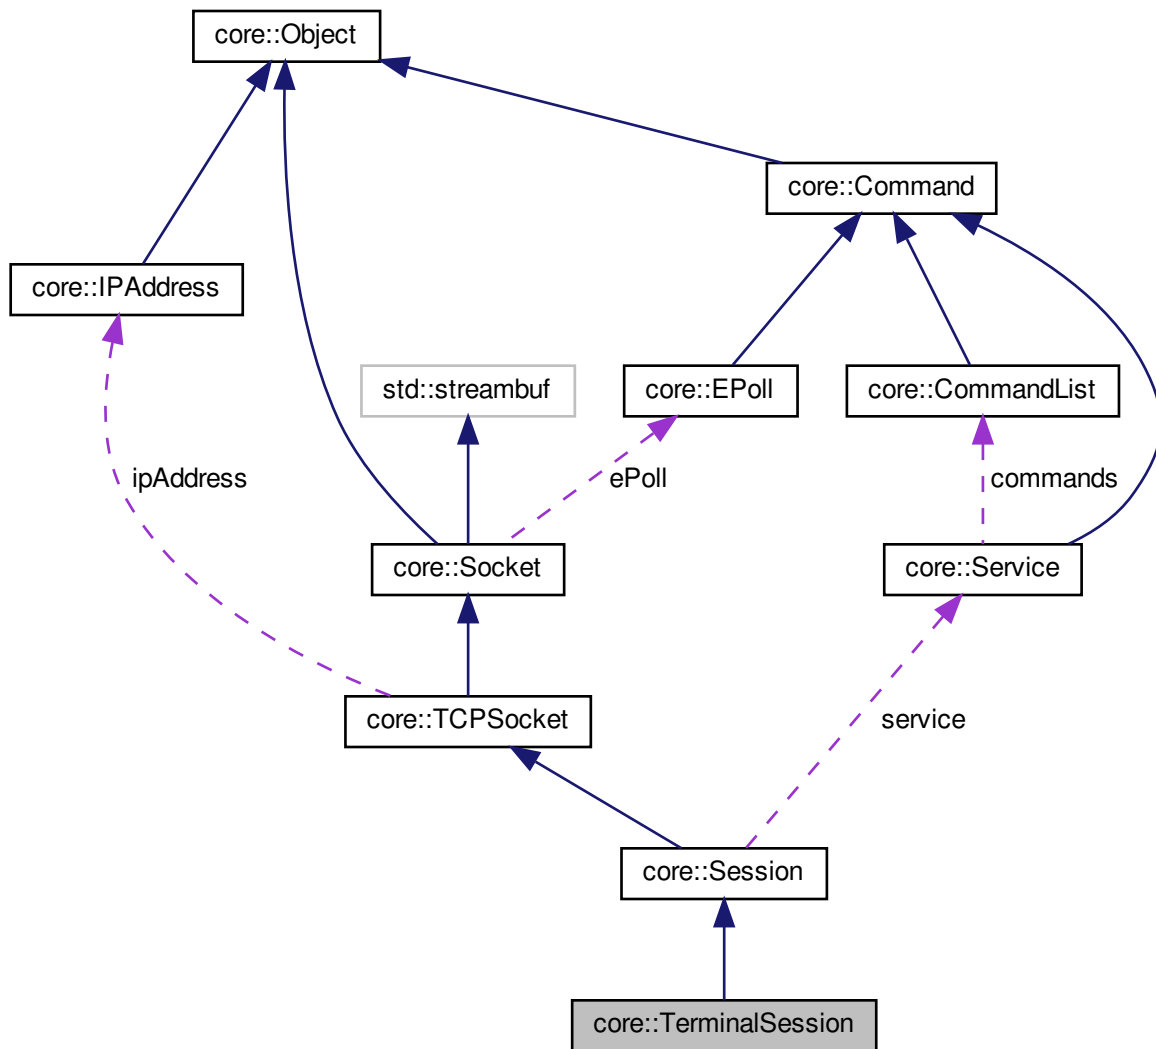 core::Object
core::Command
core::IPAddress
std::streambuf
core::EPoll
core::CommandList
ipAddress
ePoll
commands
core::Socket
core::Service
core::TCPSocket
service
core::Session
core::TerminalSession